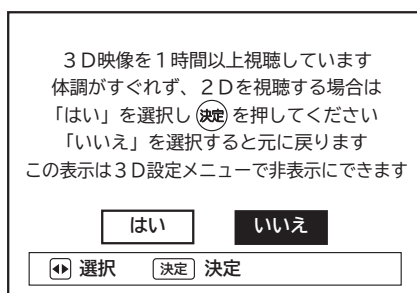 3D映像を1時間以上視聴しています
体調がすぐれず、2Dを視聴する場合は
「はい」を選択し決定を押してください
「いいえ」を選択すると元に戻ります
この表示は3D設定メニューで非表示にできます
はい いいえ
選択 決定 決定